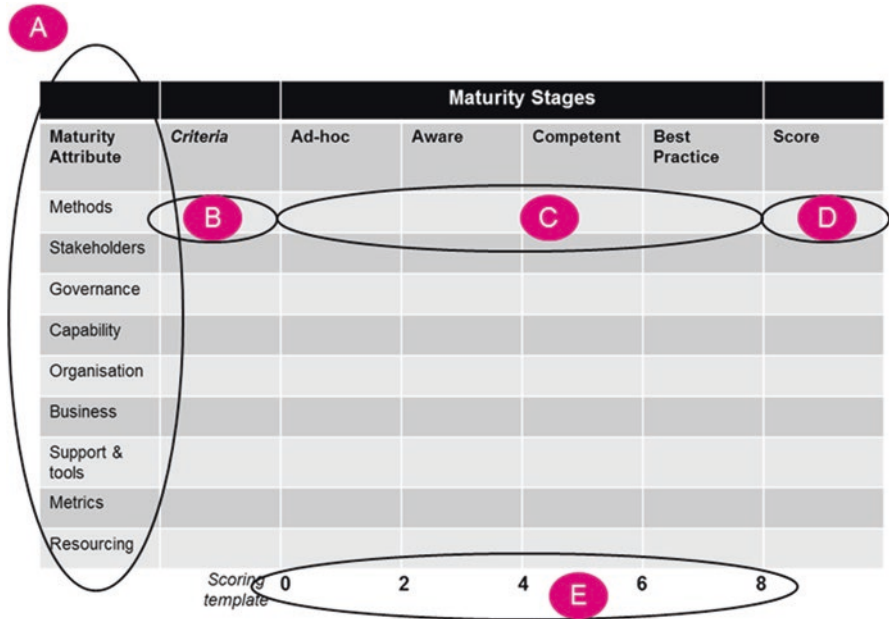 A
Maturity Stages
Maturity Attribute
Criteria
Ad-hoc
Aware
Competent
Best Practice
Score
Methods
B
C
D
Stakeholders
Governance
Capability
Organisation
Business
Support & tools
Metrics
Resourcing
Scoring template
0 2 4 6 8
E